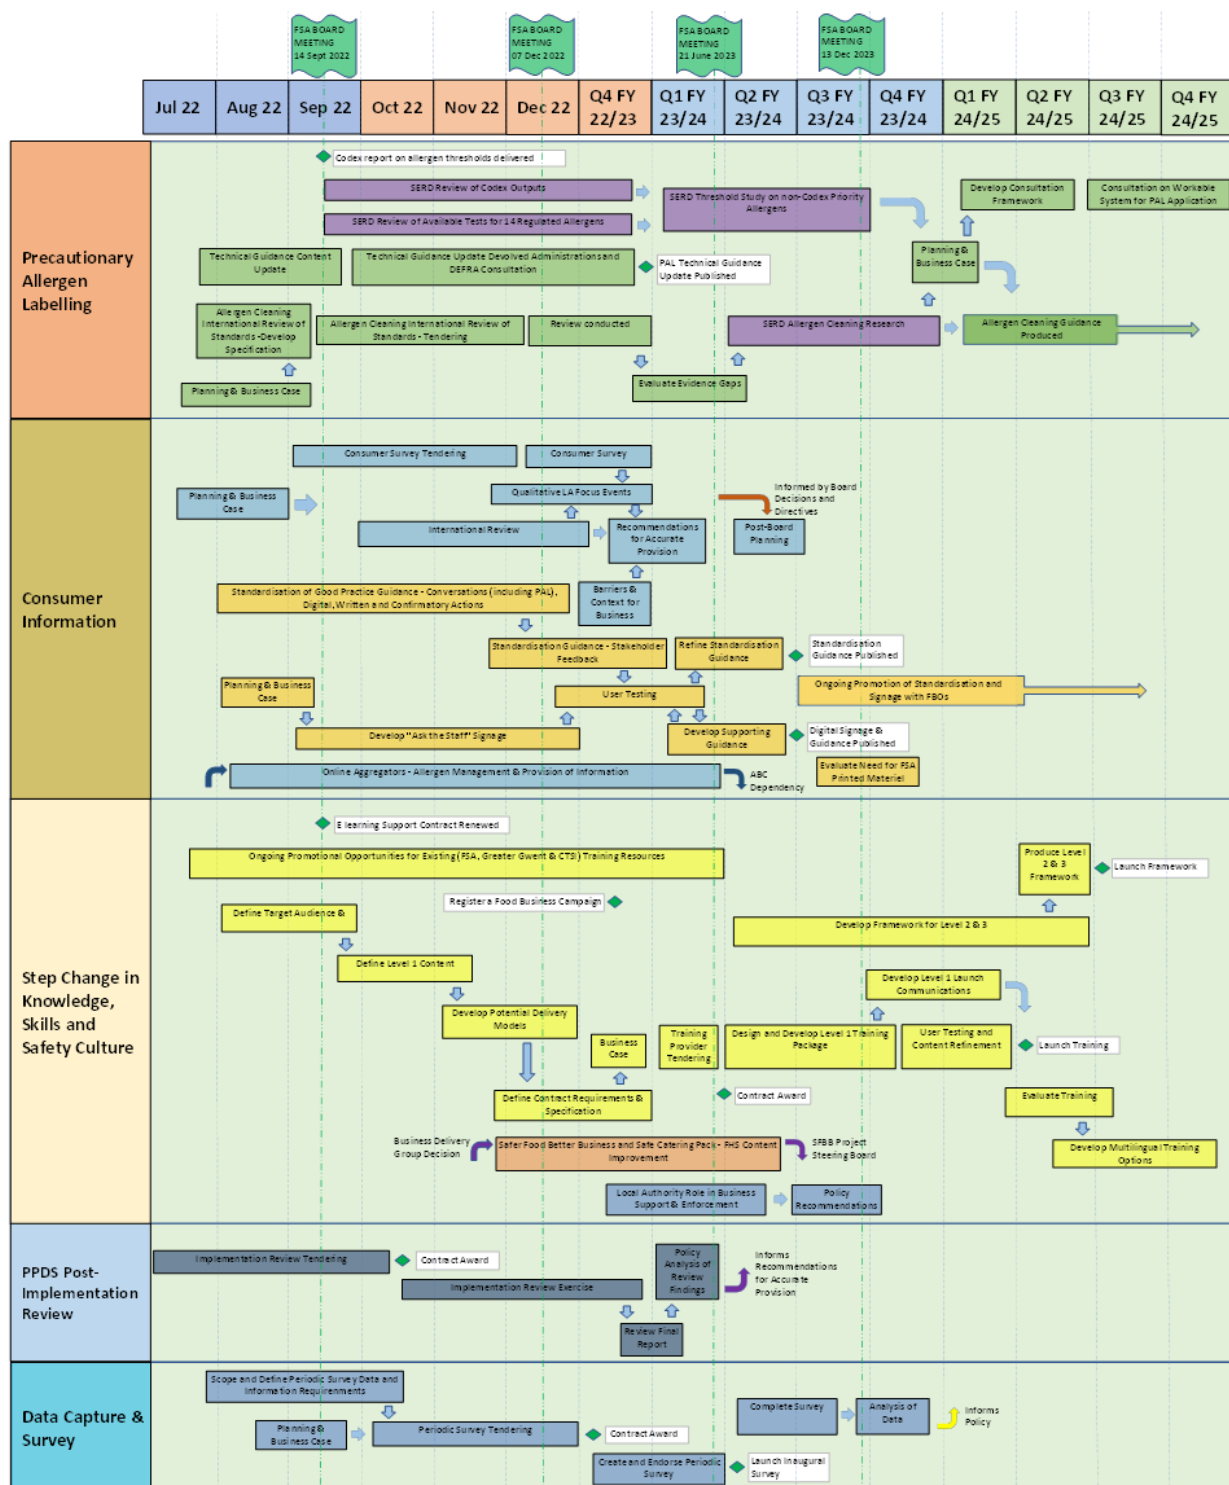 FSA BOARD
MEETING
14 Sept 2022
FSA BOARD
MEETING
07 Dec 2022
FSA BOARD
MEETING
21 June 2023
FSA BOARD
MEETING
13 Dec 2023
Jul 22
Aug 22
Sep 22
Oct 22
Nov 22
Dec 22
Q4 FY
22/23
Q1 FY
23/24
Q2 FY
23/24
Q3 FY
23/24
Q4 FY
23/24
Q1 FY
24/25
Q2 FY
24/25
Q3 FY
24/25
Q4 FY
24/25
Precautionary
Allergen
Labelling
Codex report on allergen thresholds delivered
SERD Review of Codex Outputs
SERD Threshold Study on non-Codex Priority
Allergens
Develop Consultation
Framework
Consultation on Workable
System for PAL Application
SERD Review of Available Tests for 14 Regulated Allergens
Technical Guidance Content
Update
Technical Guidance Update Devolved Administrations and
DEFRA Consultation
PAL Technical Guidance
Update Published
Planning &
Business Case
Allergen Cleaning
International Review of
Standards -Develop
Specification
Allergen Cleaning International Review of
Standards - Tendering
Review conducted
SERD Allergen Cleaning Research
Allergen Cleaning Guidance
Produced
Planning & Business Case
Evaluate Evidence Gaps
Consumer
Information
Consumer Survey Tendering
Consumer Survey
Planning & Business
Case
Qualitative LA Focus Events
Informed by Board
Decisions and
Directives
International Review
Recommendations
for Accurate
Provision
Post-Board
Planning
Standardisation of Good Practice Guidance - Conversations (including PAL),
Digital, Written and Confirmatory Actions
Barriers &
Context for
Business
Standardisation Guidance - Stakeholder
Feedback
Refine Standardisation
Guidance
Standardisation
Guidance Published
Planning & Business
Case
User Testing
Ongoing Promotion of Standardisation and
Signage with FBOs
Develop "Ask the Staff" Signage
Develop Supporting
Guidance
Digital Signage &
Guidance Published
Online Aggregators - Allergen Management & Provision of Information
ABC
Dependency
Evaluate Need for FSA
Printed Materiel
Step Change in
Knowledge,
Skills and
Safety Culture
E learning Support Contract Renewed
Ongoing Promotional Opportunities for Existing (FSA, Greater Gwent & CTSI) Training Resources
Produce Level
2 & 3
Framework
Launch Framework
Register a Food Business Campaign
Define Target Audience &
Develop Framework for Level 2 & 3
Define Level 1 Content
Develop Level 1 Launch
Communications
Develop Potential Delivery
Models
Business
Case
Training
Provider
Tendering
Design and Develop Level 1 Training
Package
User Testing and
Content Refinement
Launch Training
Define Contract Requirements &
Specification
Contract Award
Evaluate Training
Business Delivery
Group Decision
Safer Food Better Business and Safe Catering Pack - FHS Content
Improvement
SFBB Project
Steering Board
Develop Multilingual Training
Options
Local Authority Role in Business
Support & Enforcement
Policy
Recommendations
PPDS Post-
Implementation
Review
Implementation Review Tendering
Contract Award
Policy
Analysis of
Review
Findings
Informs
Recommendations
for Accurate
Provision
Implementation Review Exercise
Review Final
Report
Data Capture &
Survey
Scope and Define Periodic Survey Data and
Information Requirenments
Planning &
Business Case
Periodic Survey Tendering
Contract Award
Complete Survey
Analysis of
Data
Informs
Policy
Create and Endorse Periodic
Survey
Launch Inaugural
Survey